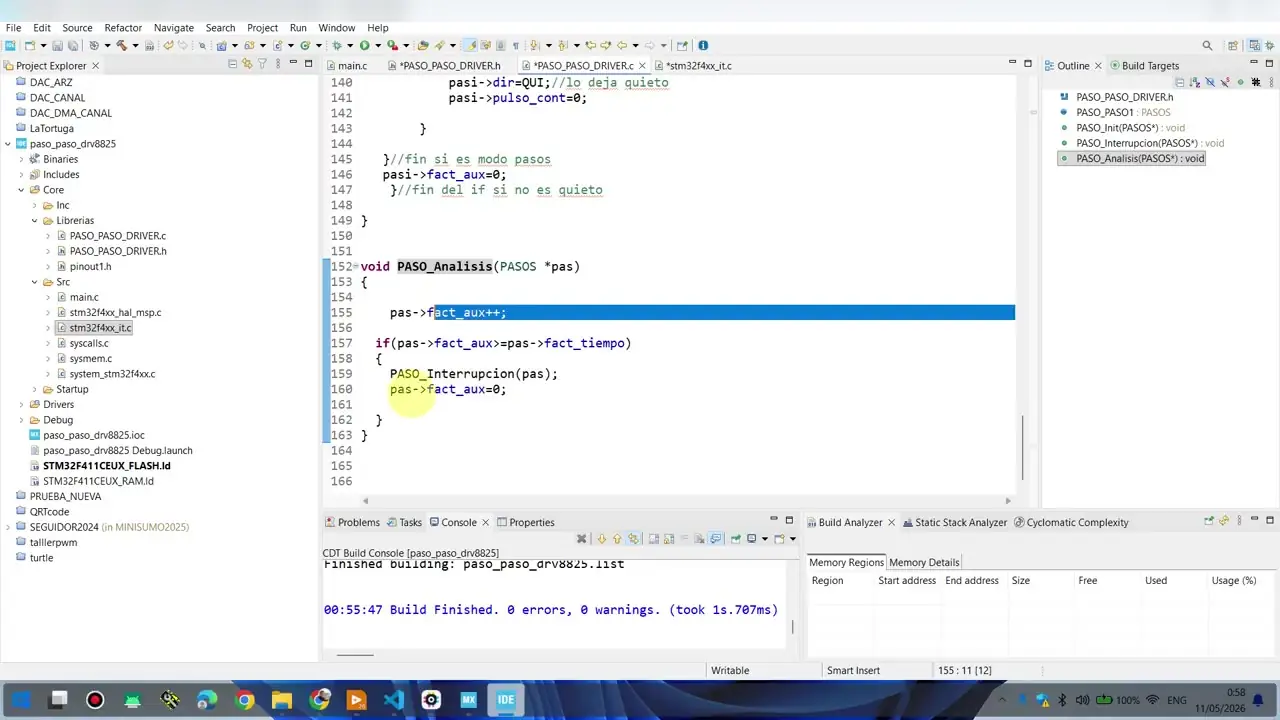 File Edit Source Refactor Navigate Search Project Run Window Help
Project Explorer
DAC_ARZ
DAC_CANAL
DAC_DMA_CANAL
LaTortuga
paso_paso_drv8825
Binaries
Includes
Core
Inc
Librerias
PASO_PASO_DRIVER.c
PASO_PASO_DRIVER.h
pinout1.h
Src
main.c
stm32f4xx_hal_msp.c
stm32f4xx_it.c
syscalls.c
sysmem.c
system_stm32f4xx.c
Startup
Drivers
Debug
paso_paso_drv8825.ioc
paso_paso_drv8825 Debug.launch
STM32F411CEUX_FLASH.ld
STM32F411CEUX_RAM.ld
PRUEBA_NUEVA
QRTcode
SEGUIDOR2024 (in MINISUMO2025)
talllerpwm
turtle
main.c *PASO_PASO_DRIVER.h *PASO_PASO_DRIVER.c *stm32f4xx_it.c
140 pasi->dir=QUI;//lo deja quieto
141 pasi->pulso_cont=0;
142
143 }
144
145 }//fin si es modo pasos
146 pasi->fact_aux=0;
147 }//fin del if si no es quieto
148
149 }
150
151
152 void PASO_Analisis(PASOS *pas)
153 {
154
155 pas->fact_aux++;
156
157 if(pas->fact_aux>=pas->fact_tiempo)
158 {
159 PASO_Interrupcion(pas);
160 pas->fact_aux=0;
161
162 }
163 }
164
165
166
Outline Build Targets
PASO_PASO_DRIVER.h
PASO_PASO1 : PASOS
PASO_Init(PASOS*) : void
PASO_Interrupcion(PASOS*) : void
PASO_Analisis(PASOS*) : void
Problems Tasks Console Properties
CDT Build Console [paso_paso_drv8825]
Finished building: paso_paso_drv8825.list
00:55:47 Build Finished. 0 errors, 0 warnings. (took 1s.707ms)
Build Analyzer Static Stack Analyzer Cyclomatic Complexity
Memory Regions Memory Details
Region Start address End address Size Free Used Usage (%)
Writable Smart Insert 155 : 11 [12]
MX IDE 100% ENG 0:58
11/05/2026